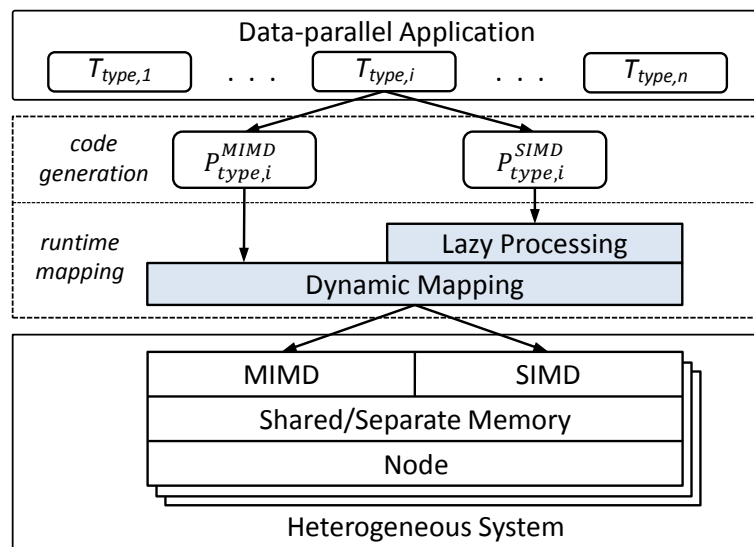 Data-parallel Application
T_type,1 . . . T_type,i . . . T_type,n
code generation
P^MIMD_type,i P^SIMD_type,i
runtime mapping
Lazy Processing
Dynamic Mapping
MIMD SIMD
Shared/Separate Memory
Node
Heterogeneous System